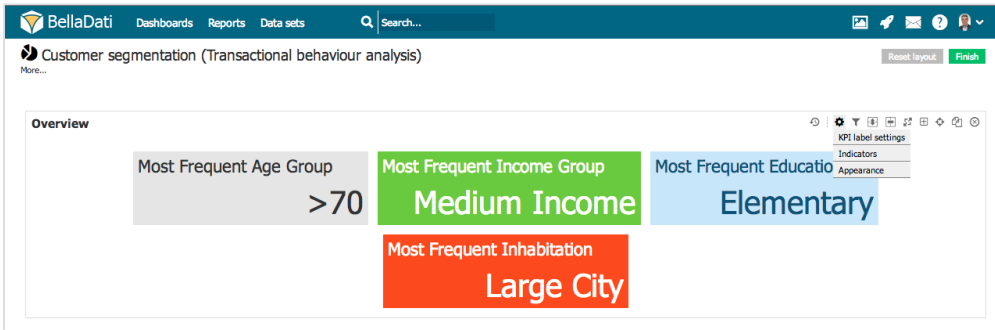 BellaDati Dashboards Reports Data sets Search...
Customer segmentation (Transactional behaviour analysis)
Reset layout Finish
More...
Overview
KPI label settings
Indicators
Appearance
Most Frequent Age Group
>70
Most Frequent Income Group
Medium Income
Most Frequent Educatio
Elementary
Most Frequent Inhabitation
Large City